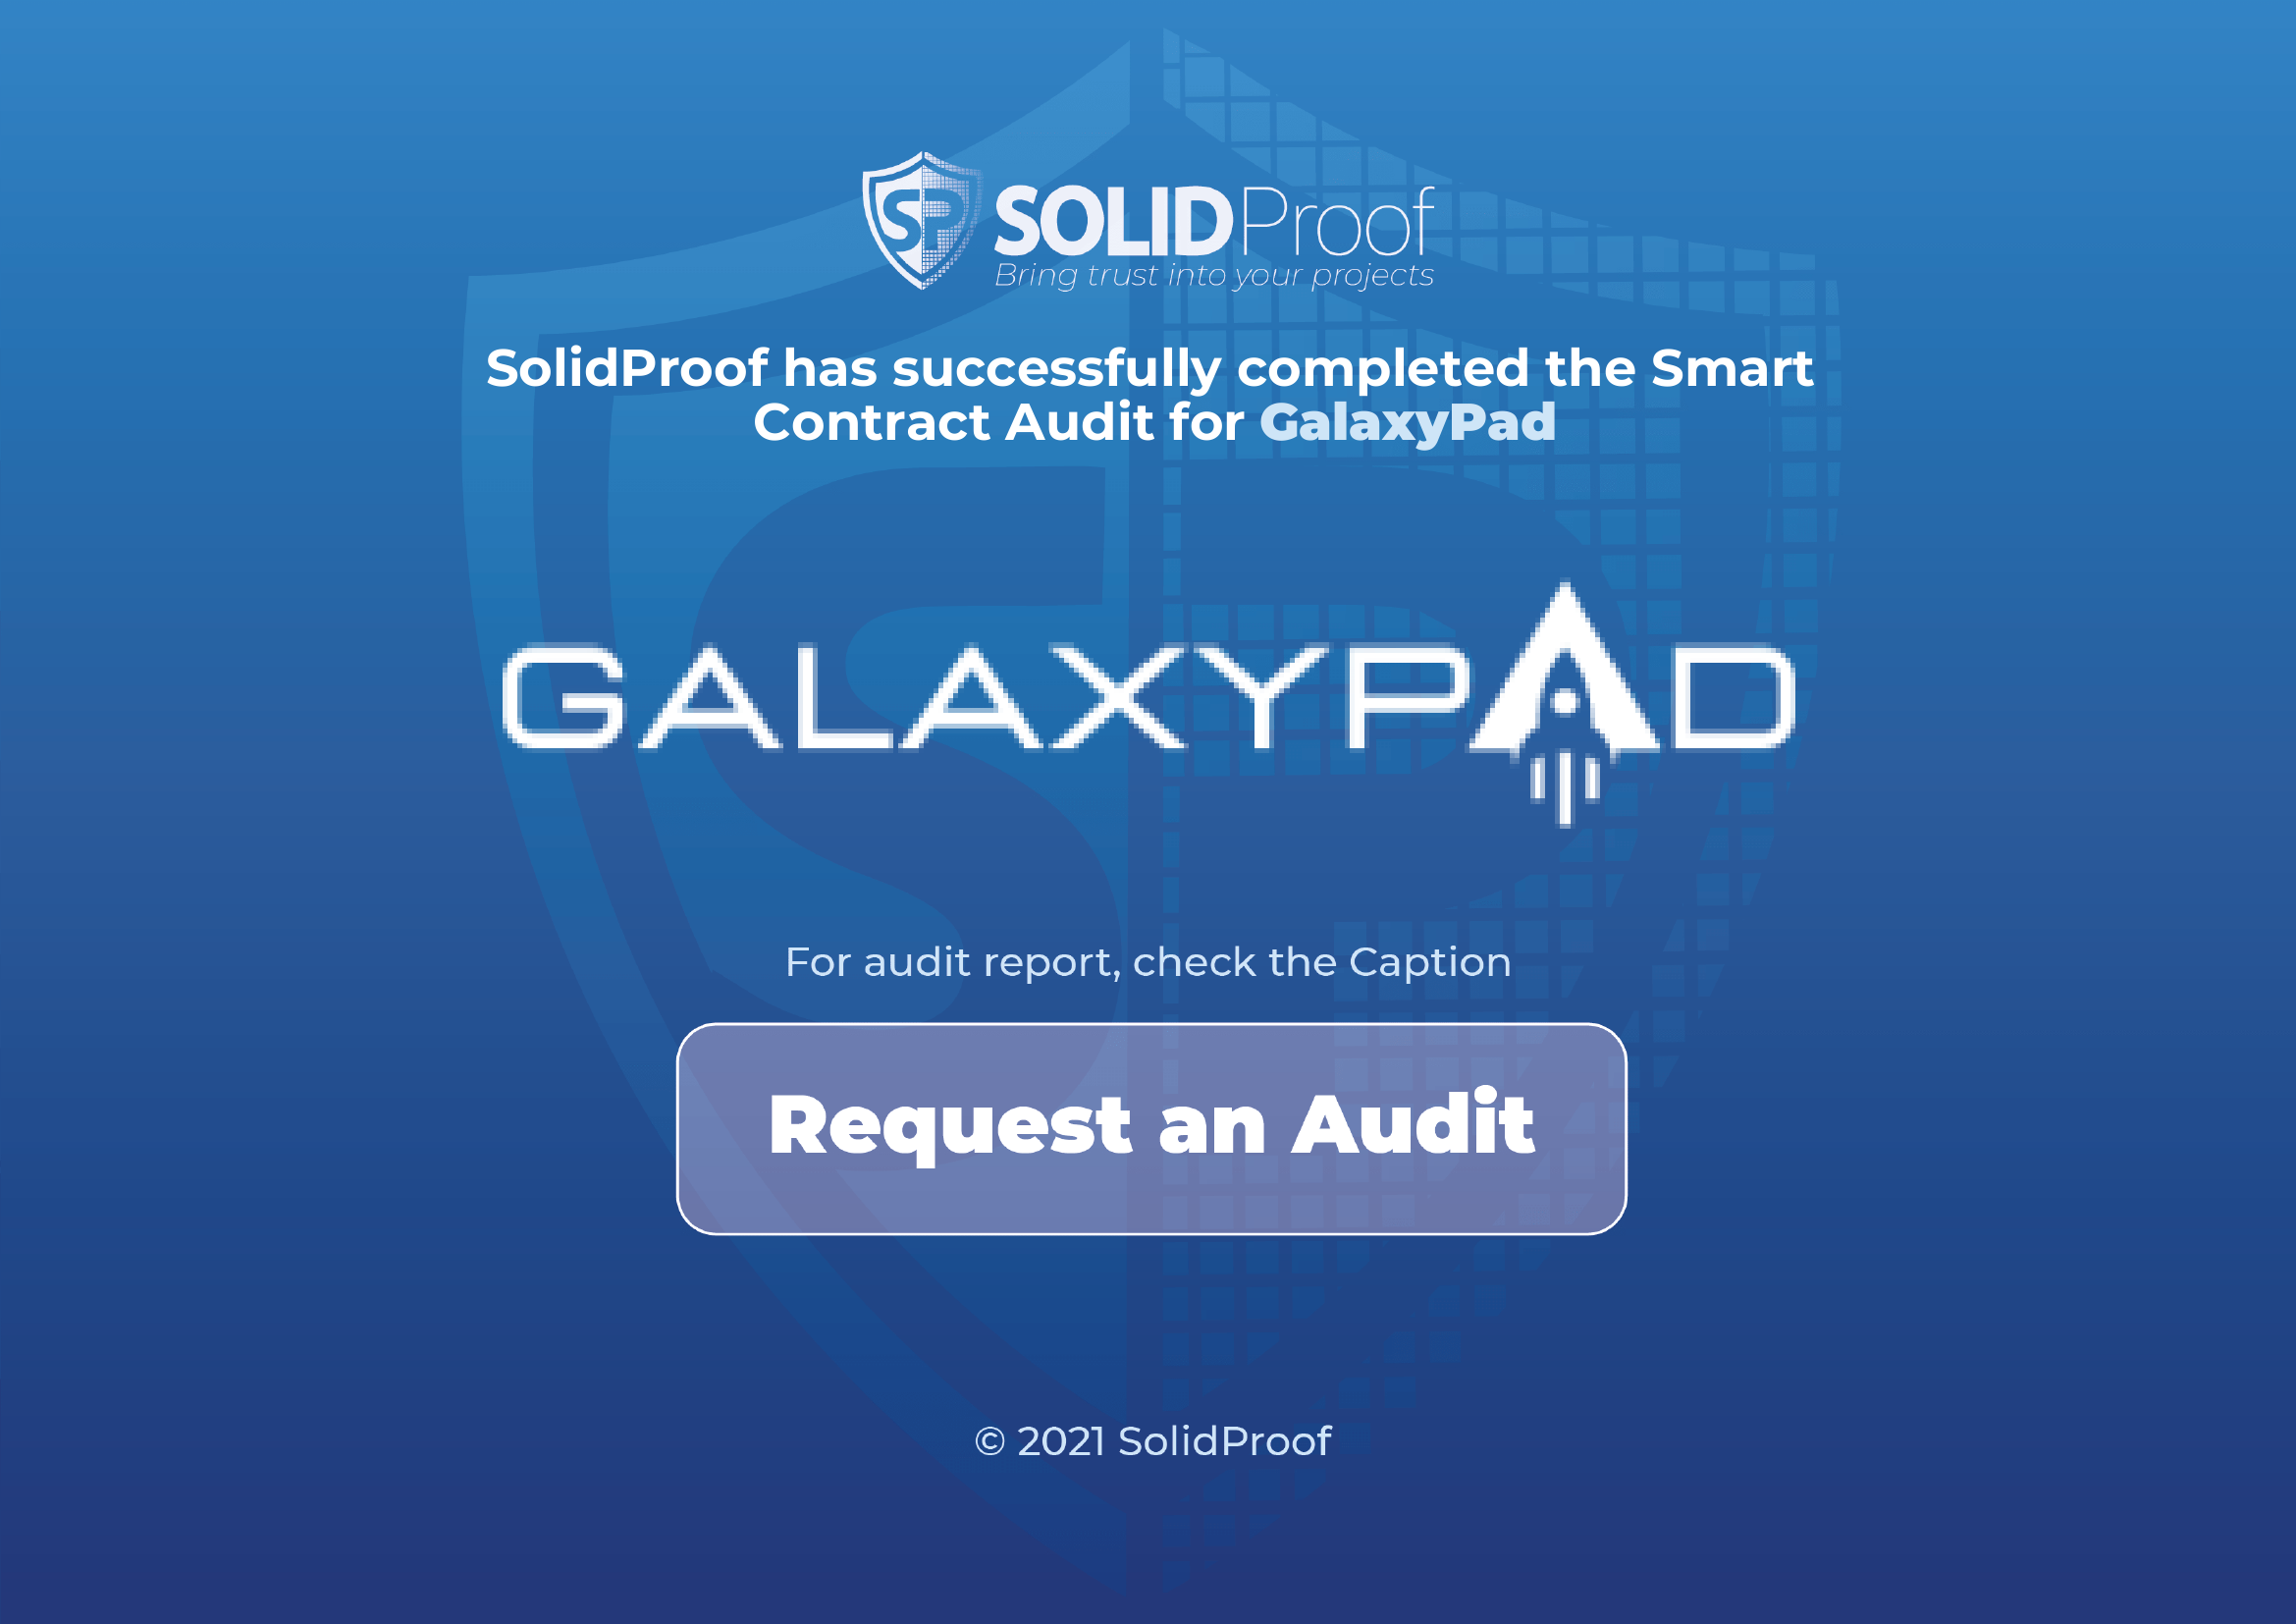 SP SOLIDProof
Bring trust into your projects
SolidProof has successfully completed the Smart
Contract Audit for GalaxyPad
GALAXYPAD
For audit report, check the Caption
Request an Audit
© 2021 SolidProof